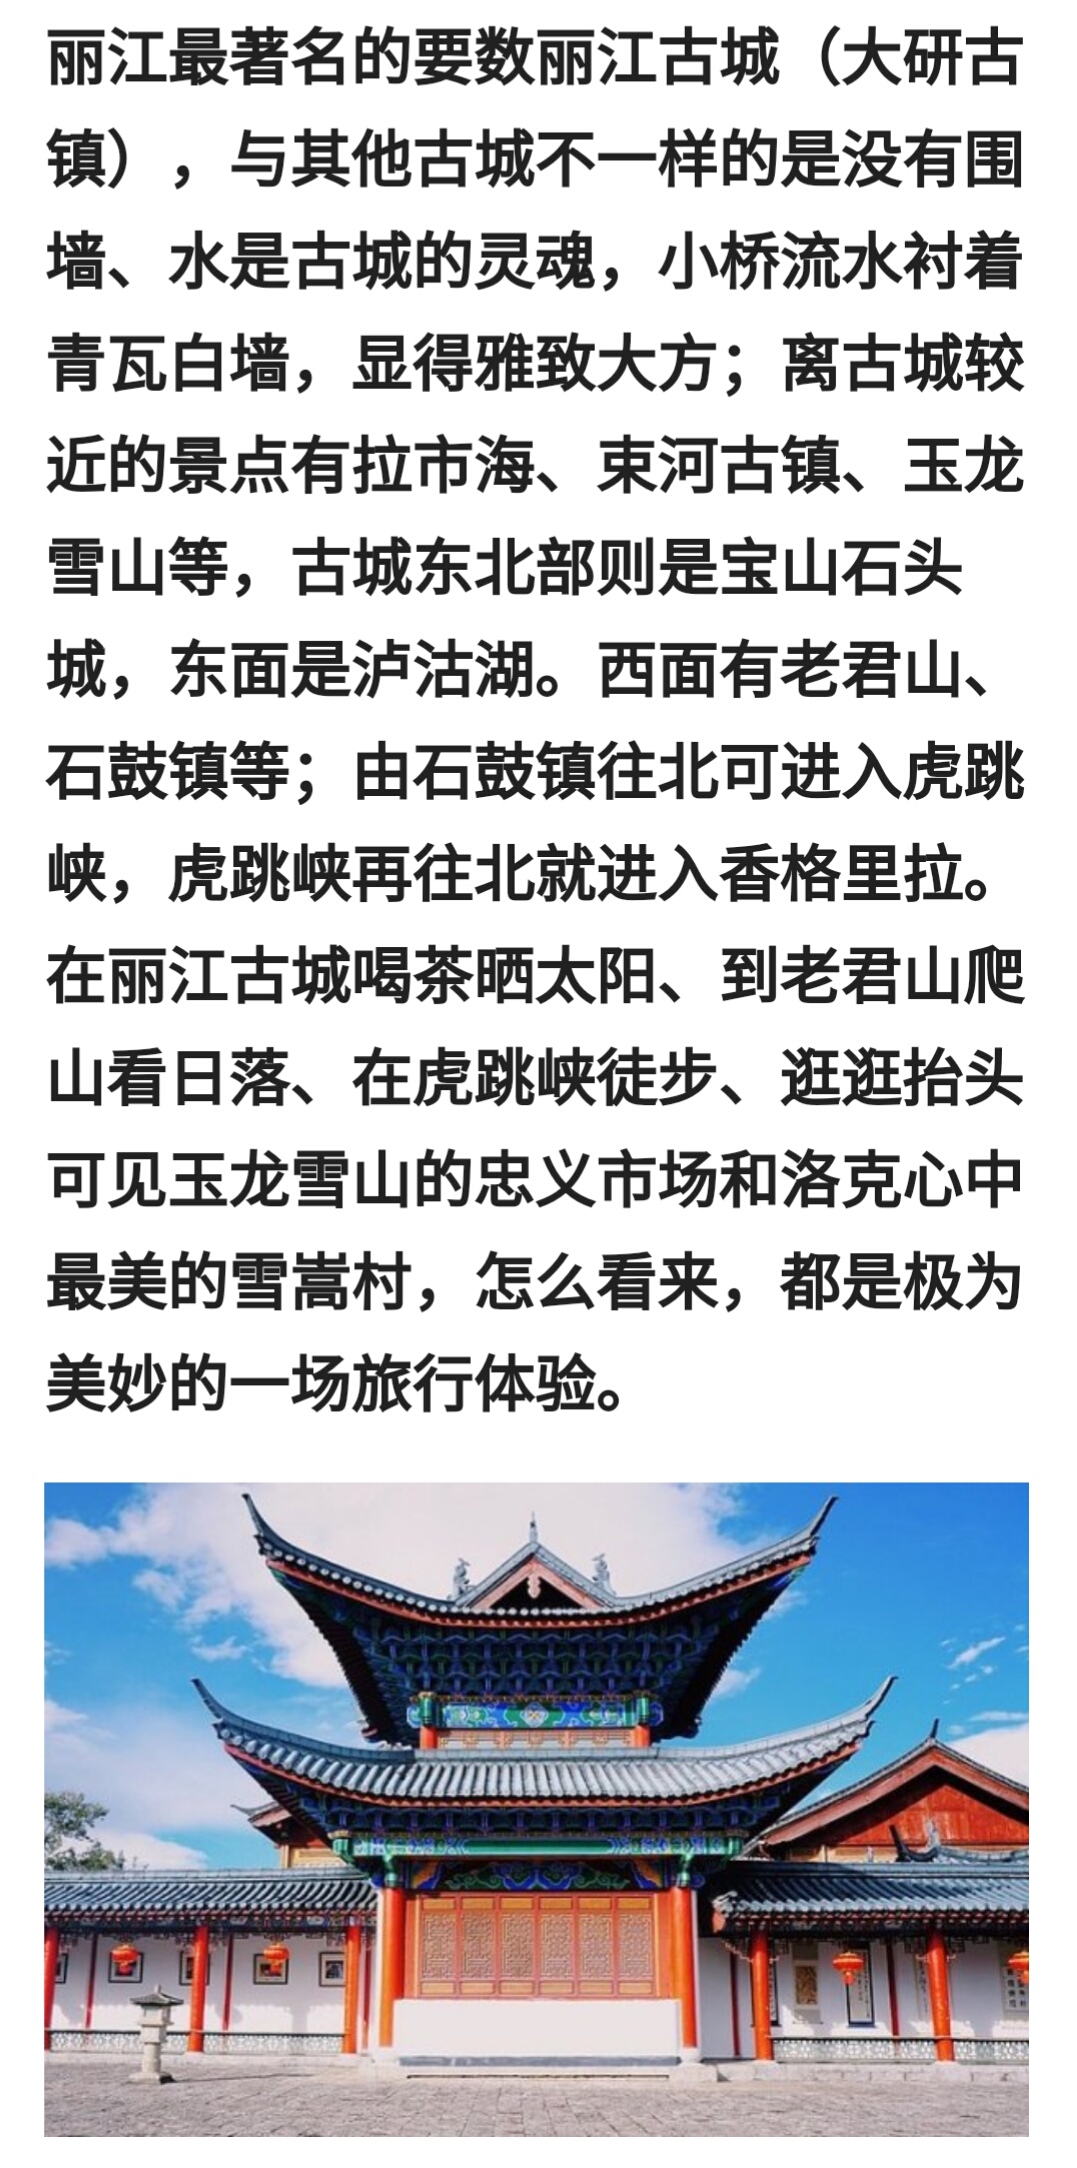 丽江最著名的要数丽江古城（大研古
镇），与其他古城不一样的是没有围
墙、水是古城的灵魂，小桥流水衬着
青瓦白墙，显得雅致大方；离古城较
近的景点有拉市海、束河古镇、玉龙
雪山等，古城东北部则是宝山石头
城，东面是泸沽湖。西面有老君山、
石鼓镇等；由石鼓镇往北可进入虎跳
峡，虎跳峡再往北就进入香格里拉。
在丽江古城喝茶晒太阳、到老君山爬
山看日落、在虎跳峡徒步、逛逛抬头
可见玉龙雪山的忠义市场和洛克心中
最美的雪嵩村，怎么看来，都是极为
美妙的一场旅行体验。